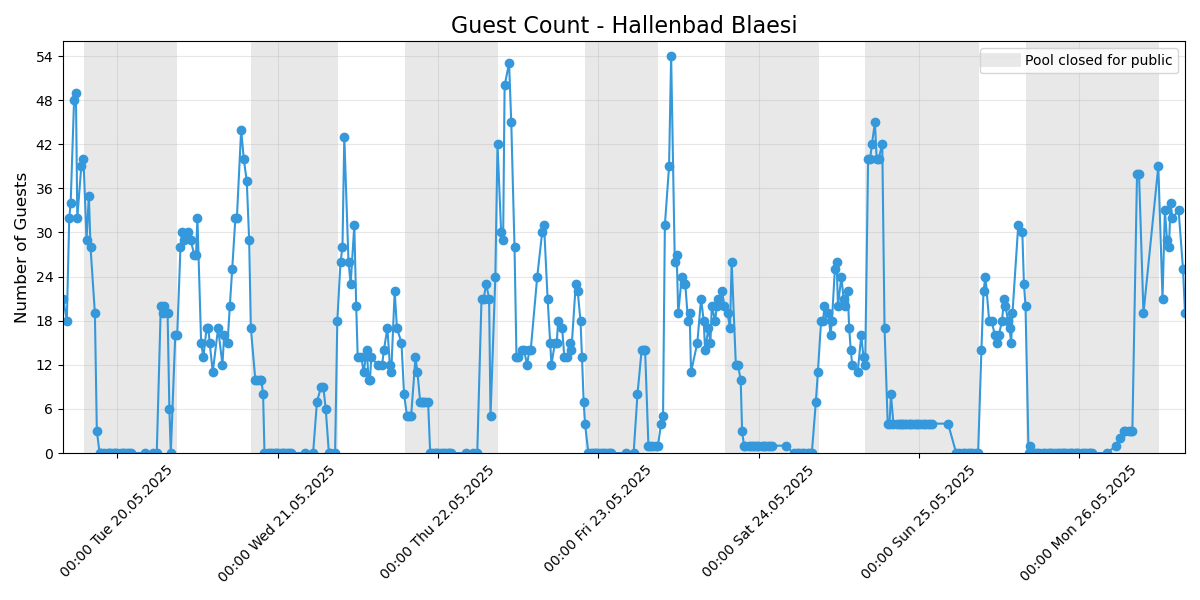 Guest Count - Hallenbad Blaesi
Pool closed for public
Number of Guests
54
48
42
36
30
24
18
12
6
0
00:00 Tue 20.05.2025
00:00 Wed 21.05.2025
00:00 Thu 22.05.2025
00:00 Fri 23.05.2025
00:00 Sat 24.05.2025
00:00 Sun 25.05.2025
00:00 Mon 26.05.2025